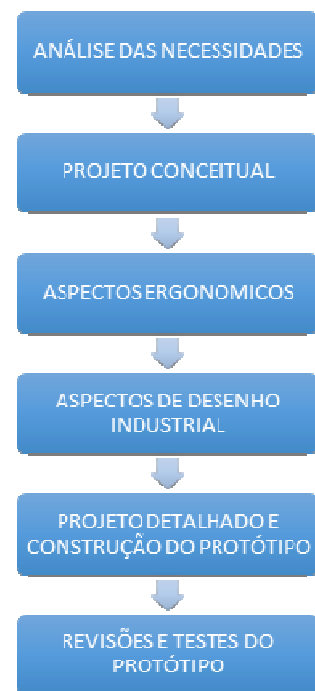 ANÁLISE DAS NECESSIDADES
PROJETO CONCEITUAL
ASPECTOS ERGONOMICOS
ASPECTOS DE DESENHO
INDUSTRIAL
PROJETO DETALHADO E
CONSTRUÇÃO DO PROTÓTIPO
REVISÕES E TESTES DO
PROTÓTIPO